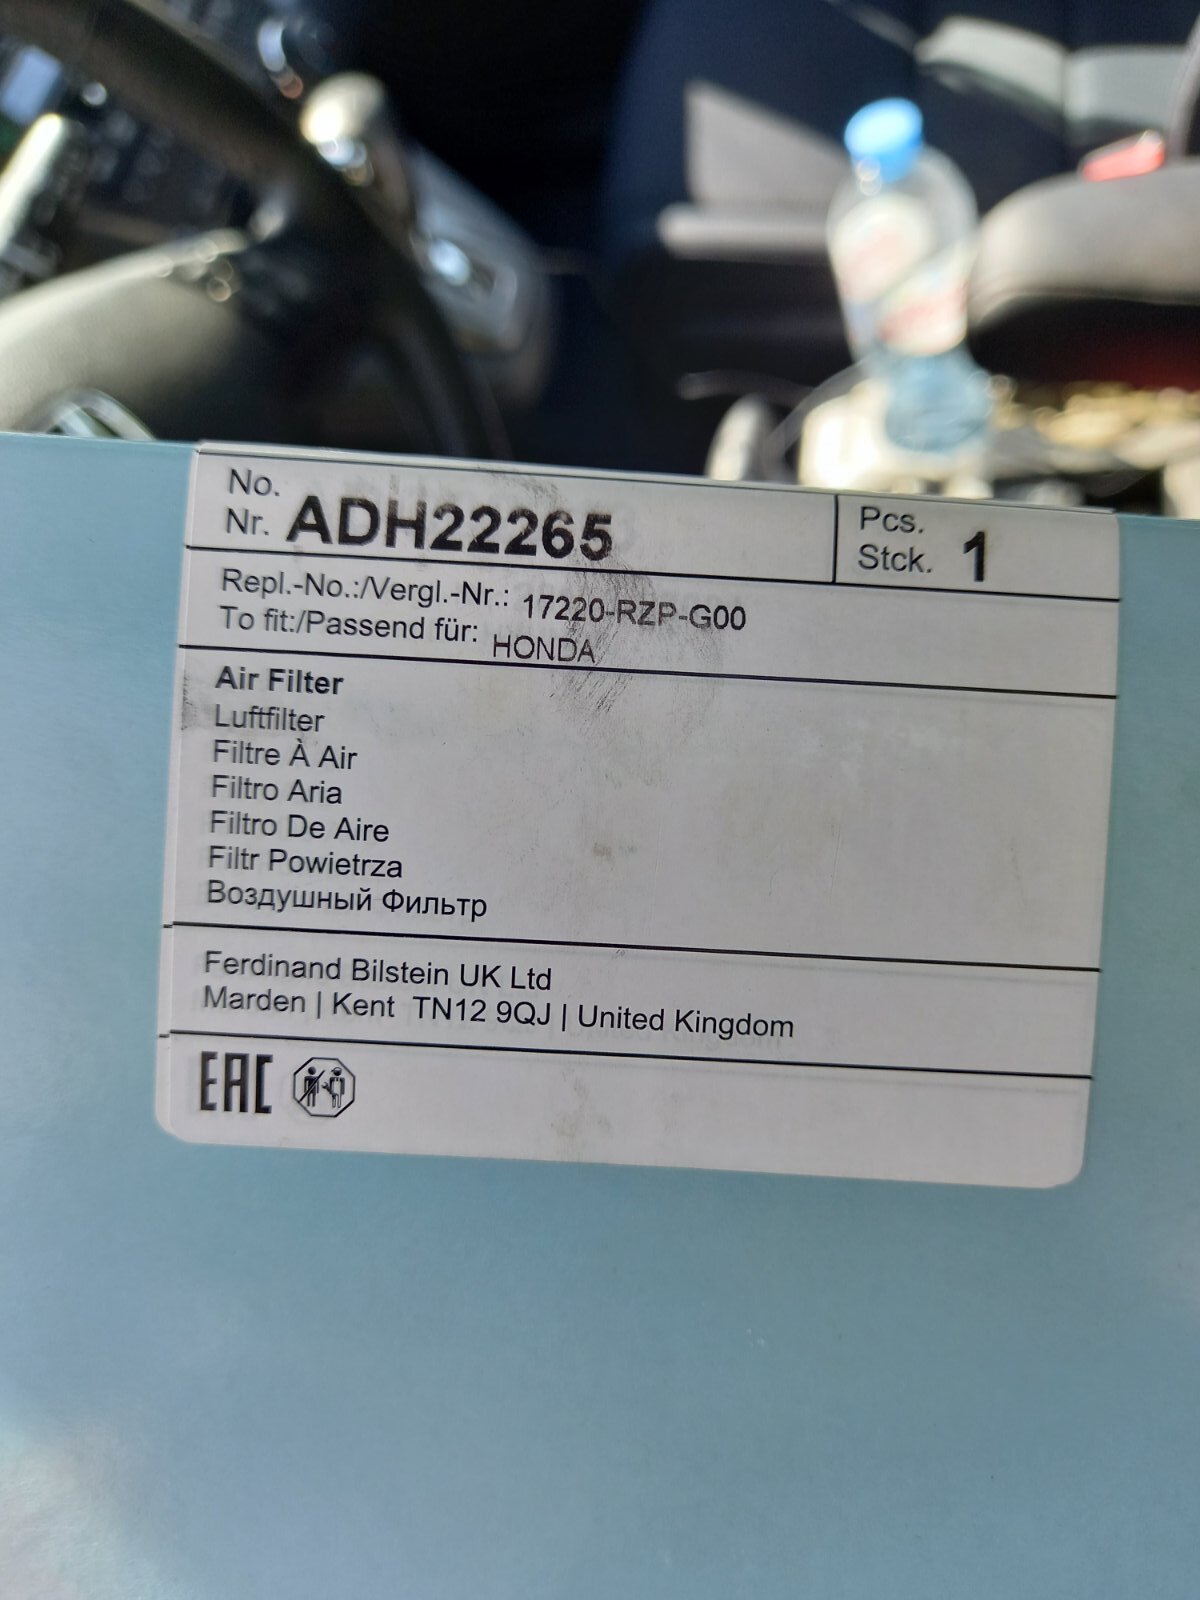 No.
Nr. ADH22265
Pcs.
Stck. 1
Repl.-No.:/Vergl.-Nr.: 17220-RZP-G00
To fit:/Passend für: HONDA
Air Filter
Luftfilter
Filtre À Air
Filtro Aria
Filtro De Aire
Filtr Powietrza
Воздушный Фильтр
Ferdinand Bilstein UK Ltd
Marden | Kent TN12 9QJ | United Kingdom
EAC